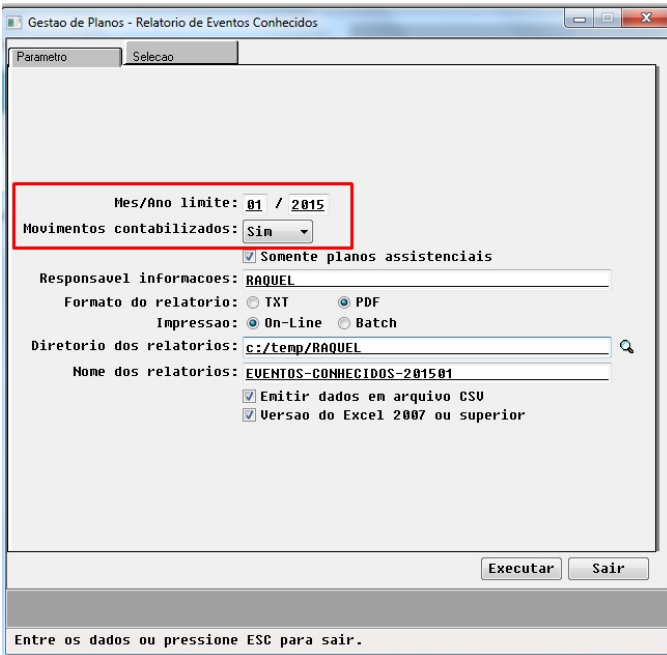 Gestao de Planos - Relatorio de Eventos Conhecidos
Parametro Selecao
Mes/Ano limite: 01 / 2015
Movimentos contabilizados: Sim
Somente planos assistenciais
Responsavel informacoes: RAQUEL
Formato do relatorio: TXT PDF
Impressao: On-Line Batch
Diretorio dos relatorios: c:/temp/RAQUEL
Nome dos relatorios: EVENTOS-CONHECIDOS-201501
Emitir dados em arquivo CSV
Versao do Excel 2007 ou superior
Executar Sair
Entre os dados ou pressione ESC para sair.